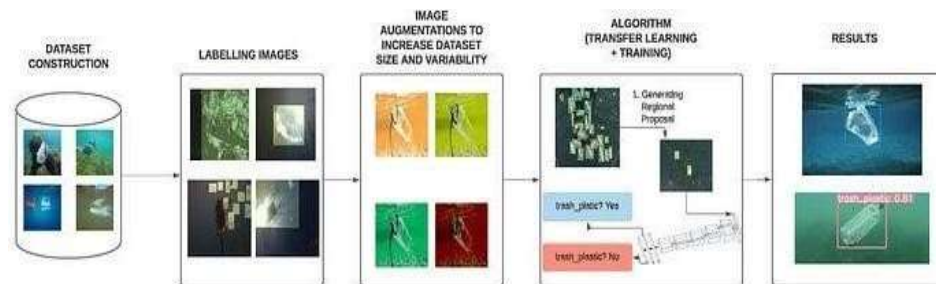 DATASET
CONSTRUCTION
LABELLING IMAGES
IMAGE
AUGMENTATIONS TO
INCREASE DATASET
SIZE AND VARIABILITY
ALGORITHM
(TRANSFER LEARNING
+ TRAINING)
RESULTS
1. Generating
Regional
Proposal
trash_plstic? Yes
trash_plastic? No
trash_plastic: 0.81